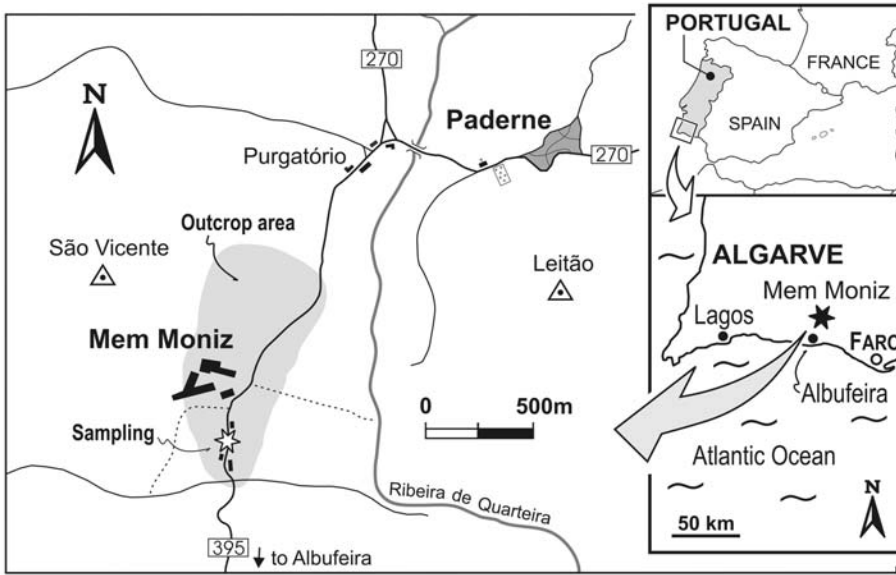 270
N
Paderne
Purgatório
270
Outcrop area
São Vicente
Leitão
Mem Moniz
0 500m
Sampling
Ribeira de Quarteira
395
to Albufeira
PORTUGAL
FRANCE
SPAIN
ALGARVE
Mem Moniz
Lagos
FARO
Albufeira
Atlantic Ocean
N
50 km